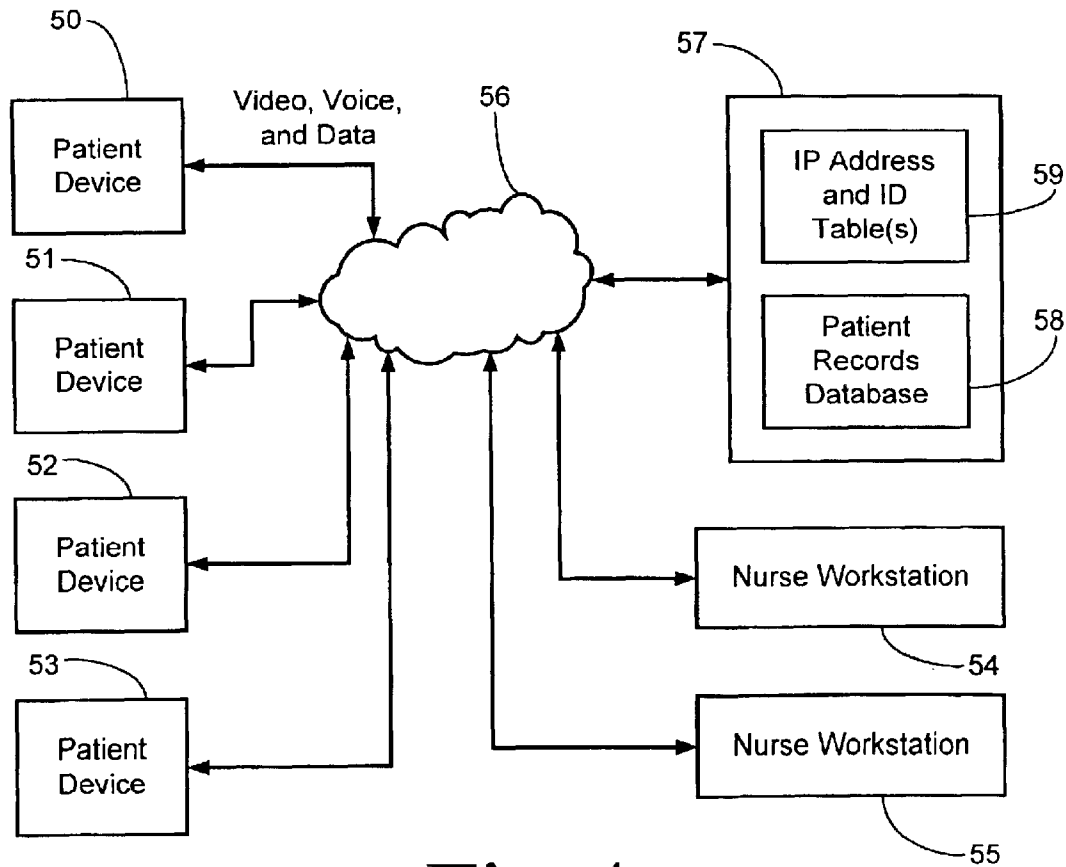 50
Patient
Device
Video, Voice,
and Data
56
57
IP Address
and ID
Table(s)
59
51
Patient
Device
Patient
Records
Database
58
52
Patient
Device
Nurse Workstation
54
53
Patient
Device
Nurse Workstation
55